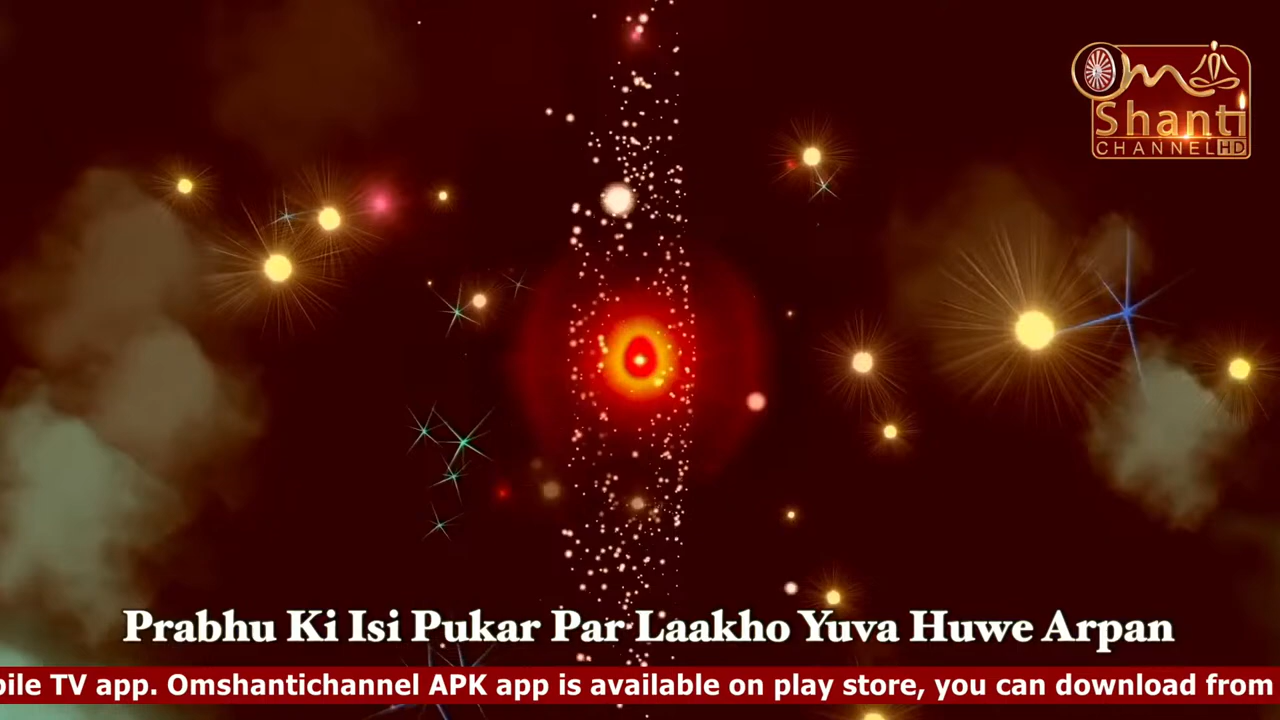 Om
Shanti
CHANNEL HD
Prabhu Ki Isi Pukar Par Laakho Yuva Huwe Arpan
bile TV app. Omshantichannel APK app is available on play store, you can download from